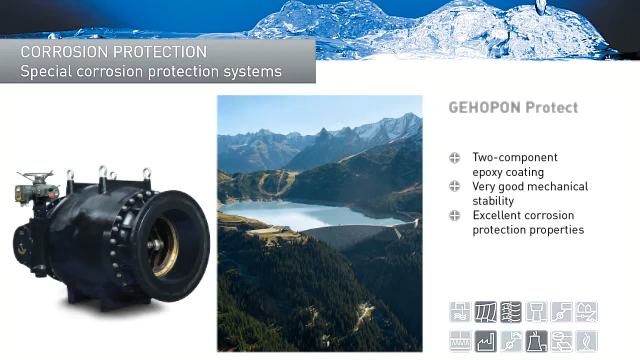 CORROSION PROTECTION
Special corrosion protection systems
GEHOPON Protect
Two-component
epoxy coating
Very good mechanical
stability
Excellent corrosion
protection properties